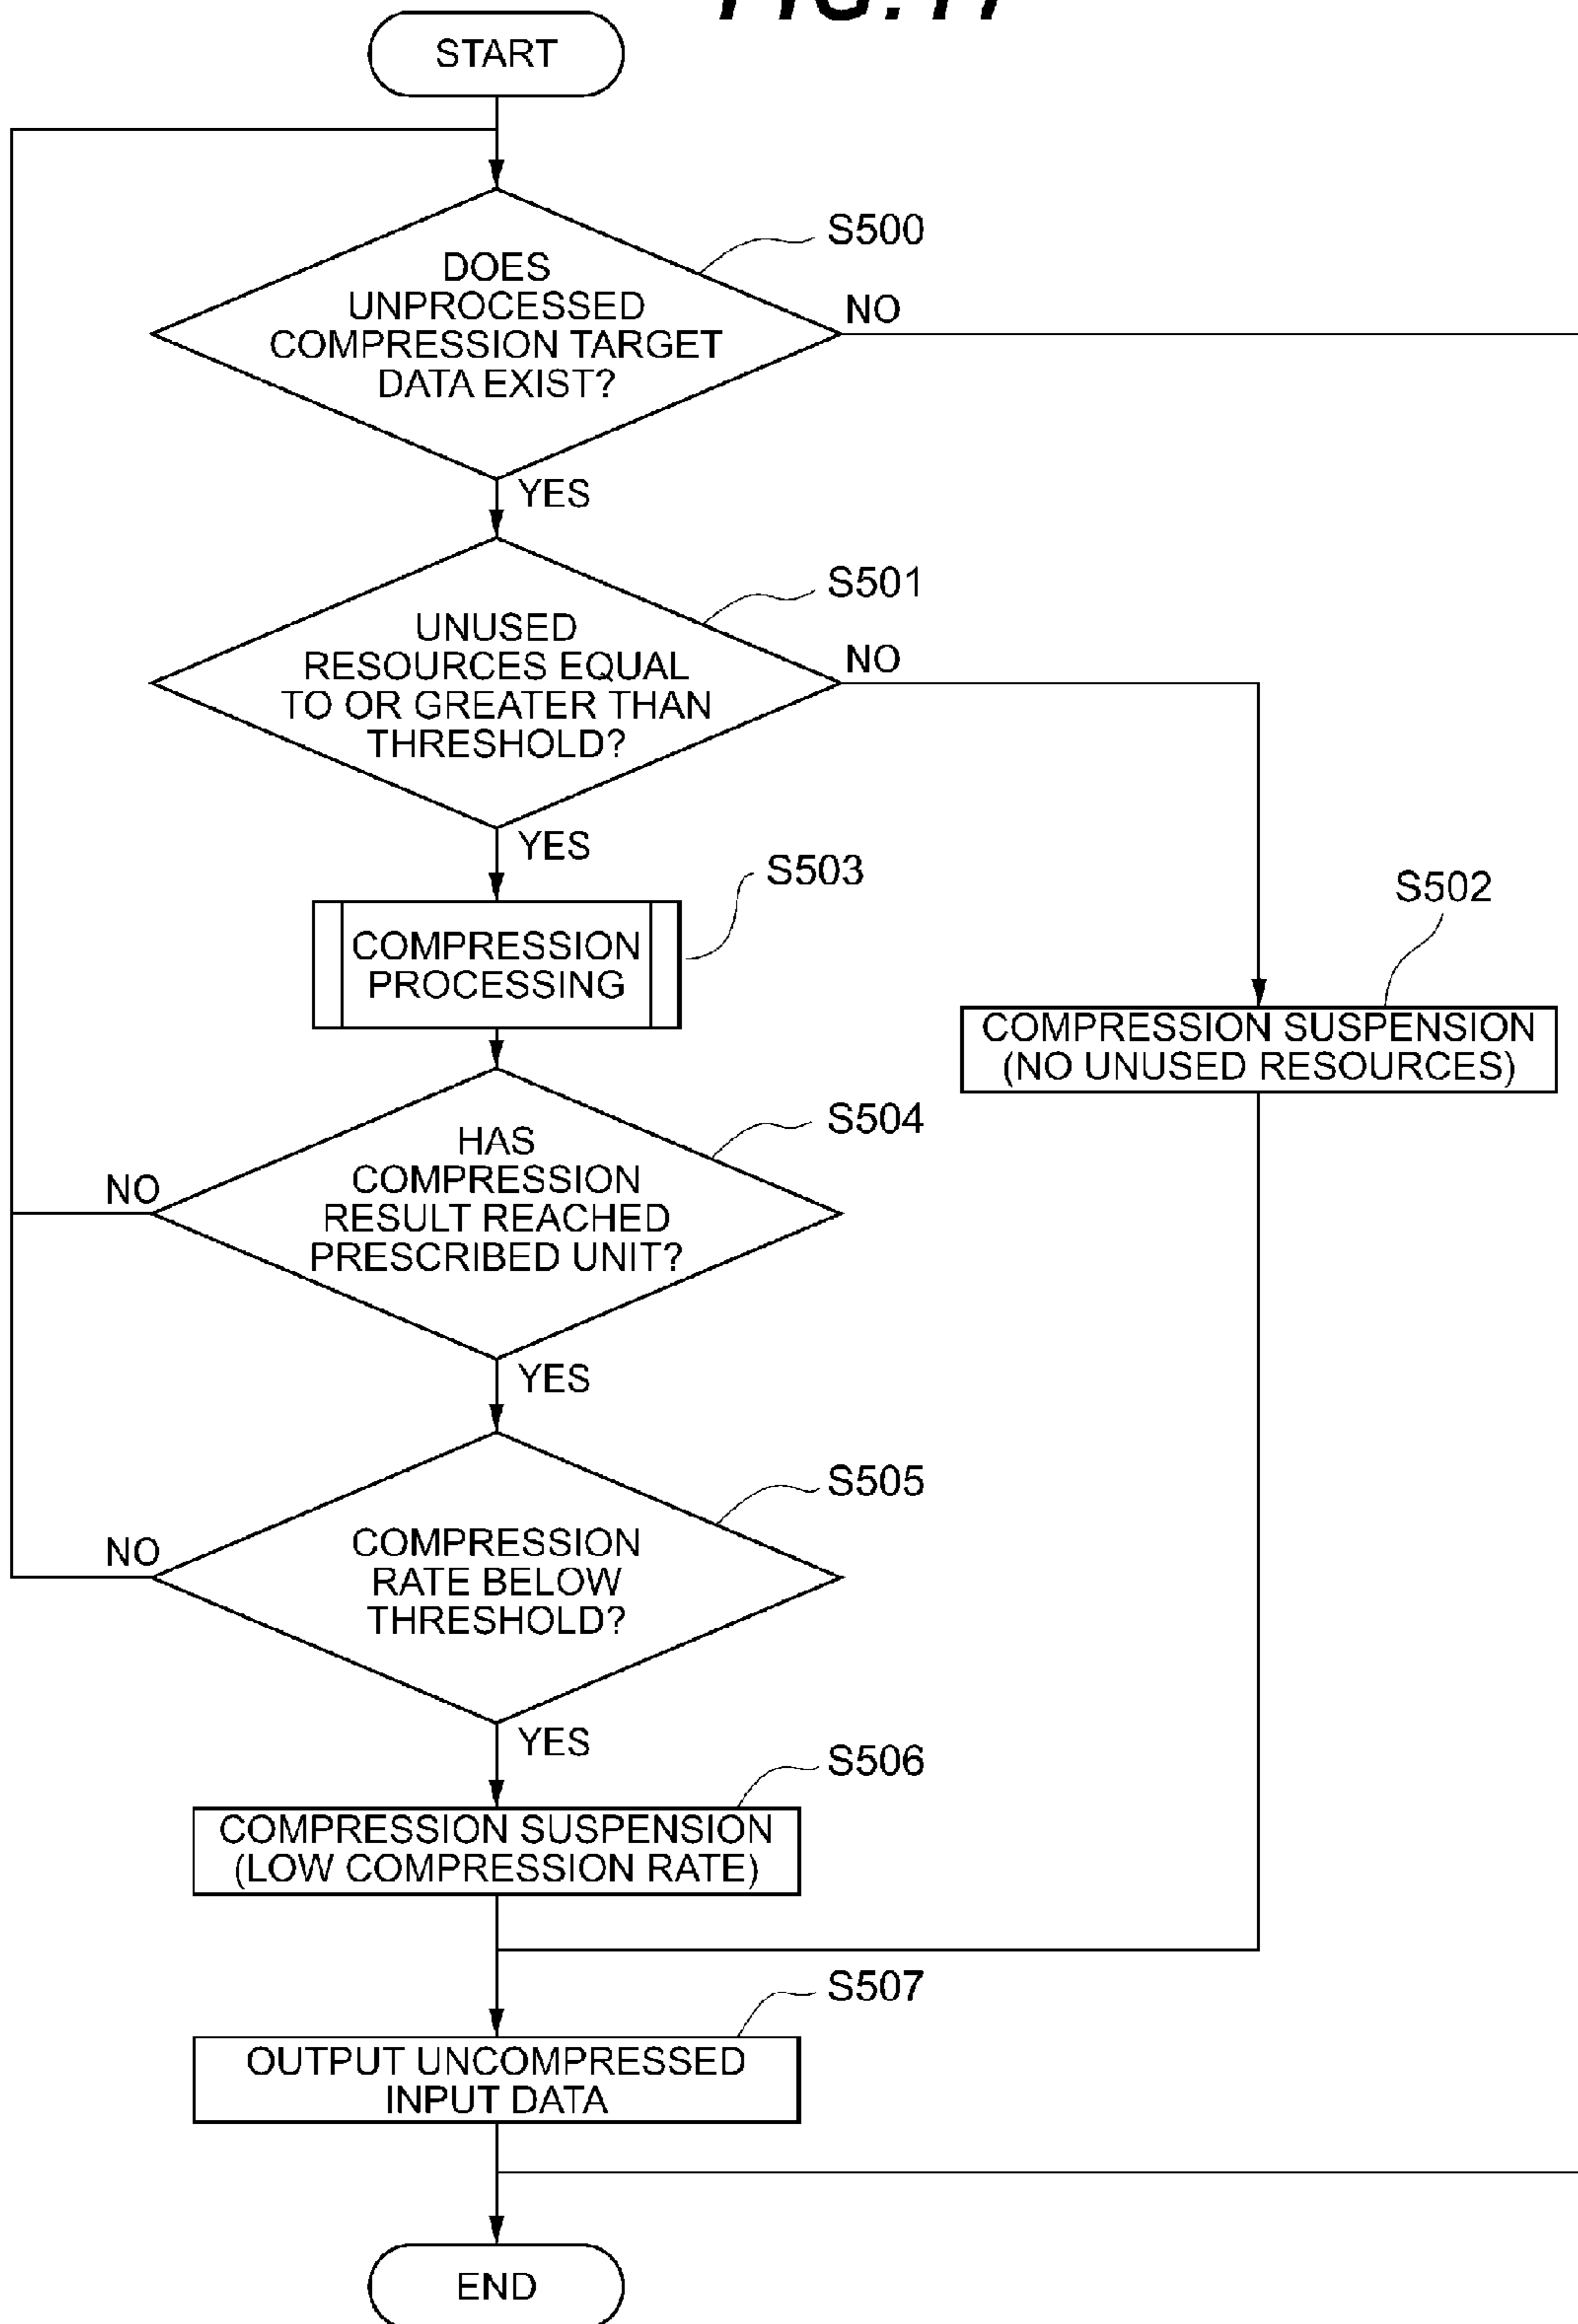 START
S500
DOES
UNPROCESSED
COMPRESSION TARGET
DATA EXIST?
NO
YES
S501
UNUSED
RESOURCES EQUAL
TO OR GREATER THAN
THRESHOLD?
NO
YES
S503
COMPRESSION
PROCESSING
S502
COMPRESSION SUSPENSION
(NO UNUSED RESOURCES)
S504
HAS
COMPRESSION
RESULT REACHED
PRESCRIBED UNIT?
NO
YES
S505
COMPRESSION
RATE BELOW
THRESHOLD?
NO
YES
S506
COMPRESSION SUSPENSION
(LOW COMPRESSION RATE)
S507
OUTPUT UNCOMPRESSED
INPUT DATA
END